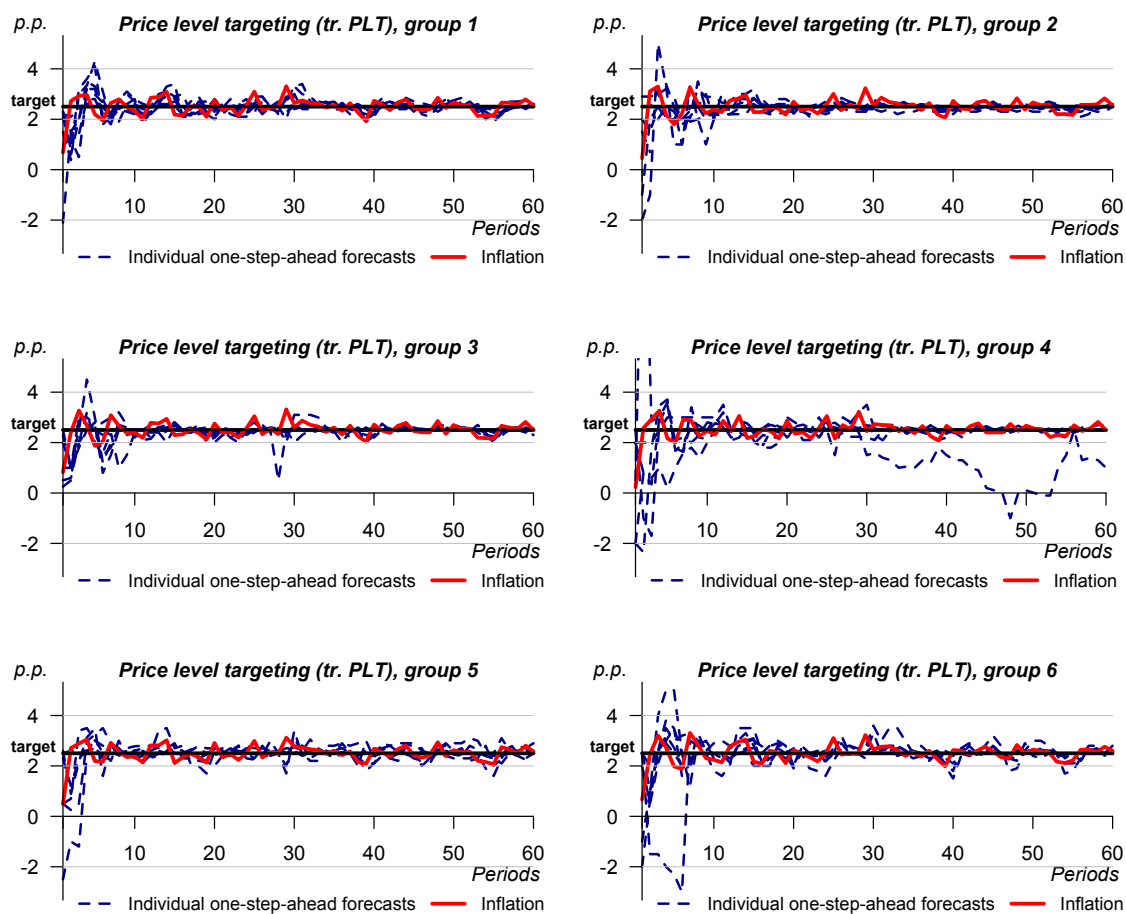 p.p. Price level targeting (tr. PLT), group 1
4
target
2
0
10 20 30 40 50 60
-2
Periods
Individual one-step-ahead forecasts Inflation
p.p. Price level targeting (tr. PLT), group 2
4
target
2
0
10 20 30 40 50 60
-2
Periods
Individual one-step-ahead forecasts Inflation
p.p. Price level targeting (tr. PLT), group 3
4
target
2
0
10 20 30 40 50 60
-2
Periods
Individual one-step-ahead forecasts Inflation
p.p. Price level targeting (tr. PLT), group 4
4
target
2
0
10 20 30 40 50 60
-2
Periods
Individual one-step-ahead forecasts Inflation
p.p. Price level targeting (tr. PLT), group 5
4
target
2
0
10 20 30 40 50 60
-2
Periods
Individual one-step-ahead forecasts Inflation
p.p. Price level targeting (tr. PLT), group 6
4
target
2
0
10 20 30 40 50 60
-2
Periods
Individual one-step-ahead forecasts Inflation